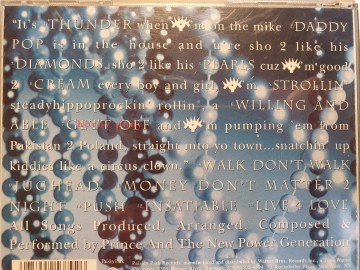 "It's THUNDER when 'm on the mike DADDY
POP is in the house and u're sho 2 like his
DIAMONDS, sho 2 like his PEARLS cuz 'm good
2 CREAM every boy and girl 'm STROLLIN'
steadyhippoprockin' rollin', a WILLING AND
ABLE GETT OFF and 'm pumping 'em from
Pakistan 2 Poland, straight into yo town...snatchin' up
kiddies like a circus clown." WALK DON'T WALK
JUGHEAD MONEY DON'T MATTER 2
NIGHT PUSH INSATIABLE LIVE 4 LOVE
All Songs Produced, Arranged, Composed &
Performed by Prince And The New Power Generation